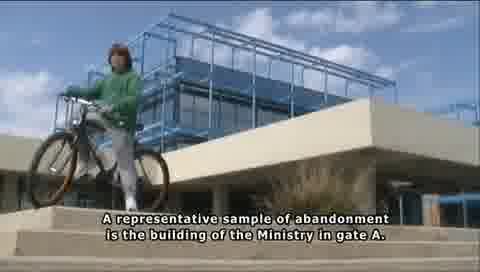 A representative sample of abandonment
is the building of the Ministry in gate A.